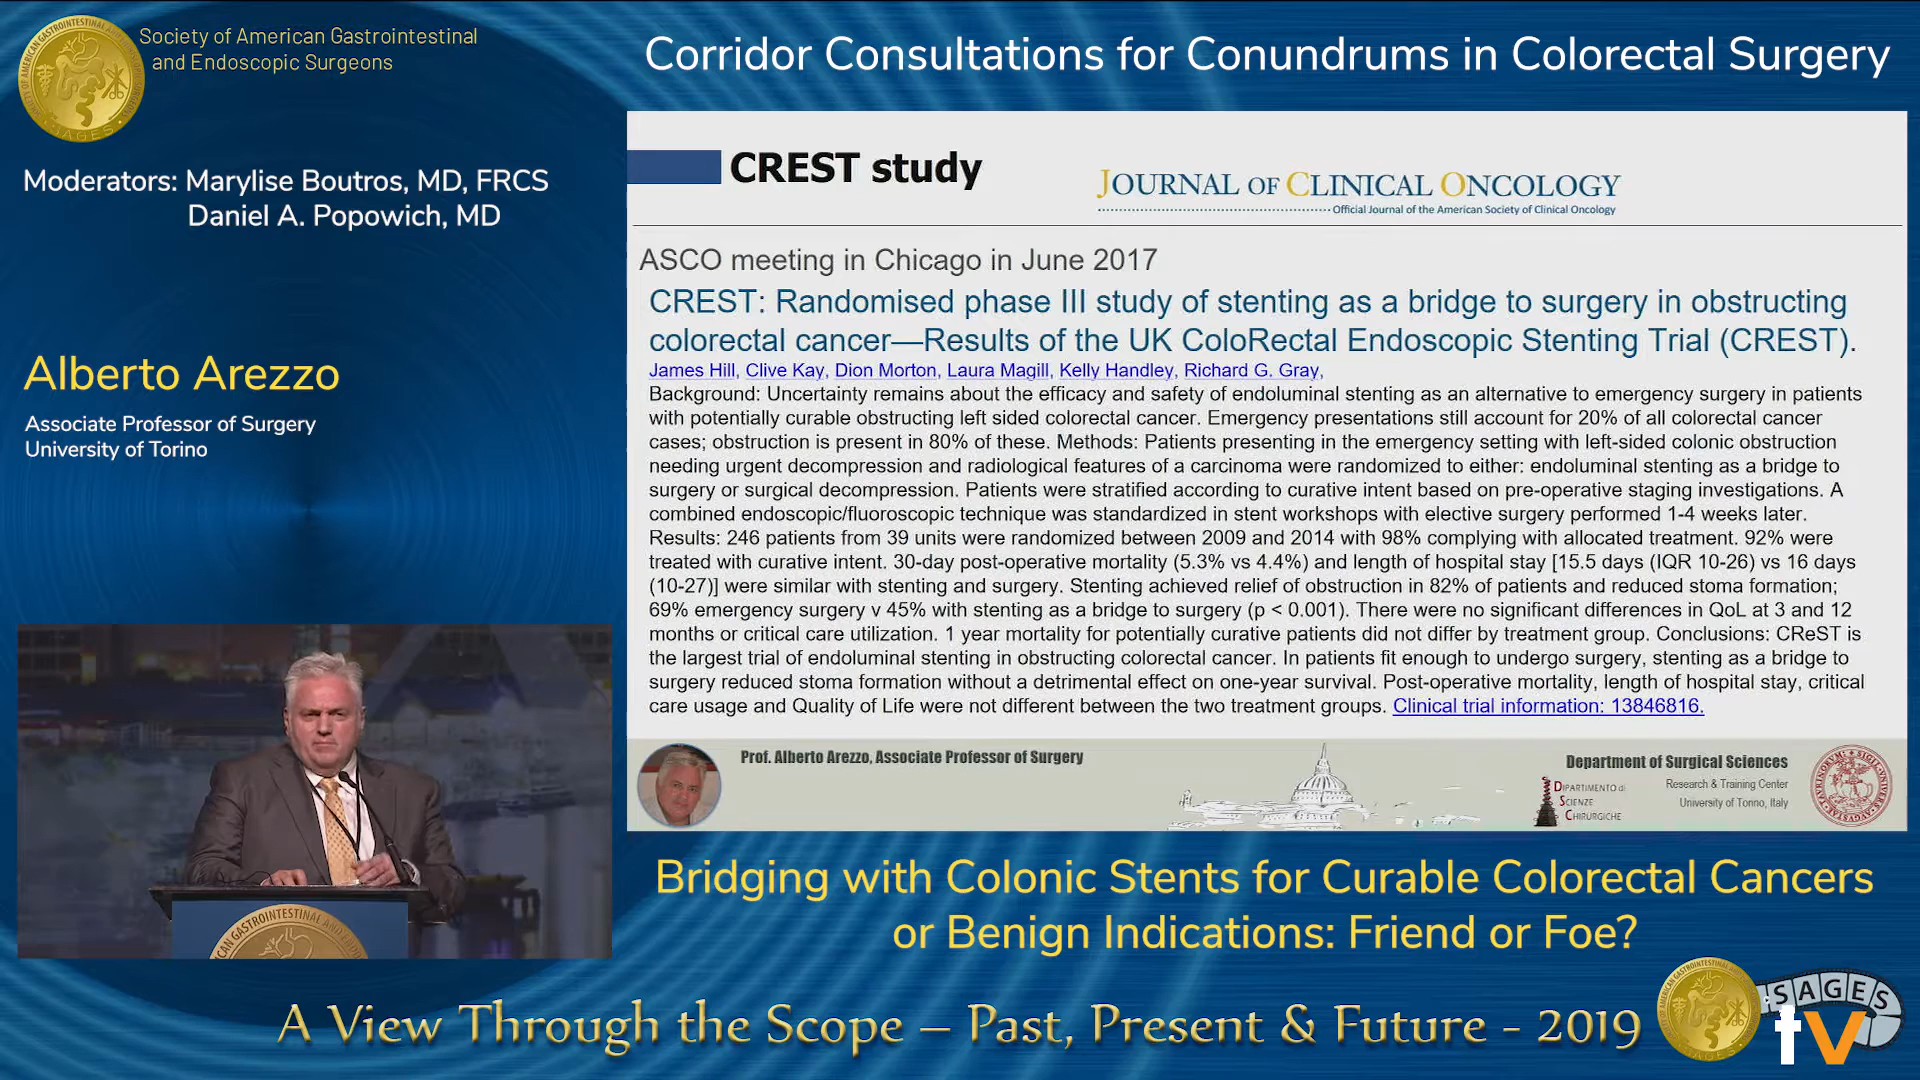 Society of American Gastrointestinal
and Endoscopic Surgeons
Corridor Consultations for Conundrums in Colorectal Surgery
Moderators: Marylise Boutros, MD, FRCS
Daniel A. Popowich, MD
Alberto Arezzo
Associate Professor of Surgery
University of Torino
CREST study
JOURNAL OF CLINICAL ONCOLOGY
Official Journal of the American Society of Clinical Oncology
ASCO meeting in Chicago in June 2017
CREST: Randomised phase III study of stenting as a bridge to surgery in obstructing
colorectal cancer—Results of the UK ColoRectal Endoscopic Stenting Trial (CREST).
James Hill, Clive Kay, Dion Morton, Laura Magill, Kelly Handley, Richard G. Gray,
Background: Uncertainty remains about the efficacy and safety of endoluminal stenting as an alternative to emergency surgery in patients
with potentially curable obstructing left sided colorectal cancer. Emergency presentations still account for 20% of all colorectal cancer
cases; obstruction is present in 80% of these. Methods: Patients presenting in the emergency setting with left-sided colonic obstruction
needing urgent decompression and radiological features of a carcinoma were randomized to either: endoluminal stenting as a bridge to
surgery or surgical decompression. Patients were stratified according to curative intent based on pre-operative staging investigations. A
combined endoscopic/fluoroscopic technique was standardized in stent workshops with elective surgery performed 1-4 weeks later.
Results: 246 patients from 39 units were randomized between 2009 and 2014 with 98% complying with allocated treatment. 92% were
treated with curative intent. 30-day post-operative mortality (5.3% vs 4.4%) and length of hospital stay [15.5 days (IQR 10-26) vs 16 days
(10-27)] were similar with stenting and surgery. Stenting achieved relief of obstruction in 82% of patients and reduced stoma formation;
69% emergency surgery v 45% with stenting as a bridge to surgery (p < 0.001). There were no significant differences in QoL at 3 and 12
months or critical care utilization. 1 year mortality for potentially curative patients did not differ by treatment group. Conclusions: CReST is
the largest trial of endoluminal stenting in obstructing colorectal cancer. In patients fit enough to undergo surgery, stenting as a bridge to
surgery reduced stoma formation without a detrimental effect on one-year survival. Post-operative mortality, length of hospital stay, critical
care usage and Quality of Life were not different between the two treatment groups. Clinical trial information: 13846816.
Prof. Alberto Arezzo, Associate Professor of Surgery
DIPARTIMENTO di
SCIENZE
CHIRURGICHE
Department of Surgical Sciences
Research & Training Center
University of Torino, Italy
Bridging with Colonic Stents for Curable Colorectal Cancers
or Benign Indications: Friend or Foe?
A View Through the Scope – Past, Present & Future - 2019
SAGES
tv